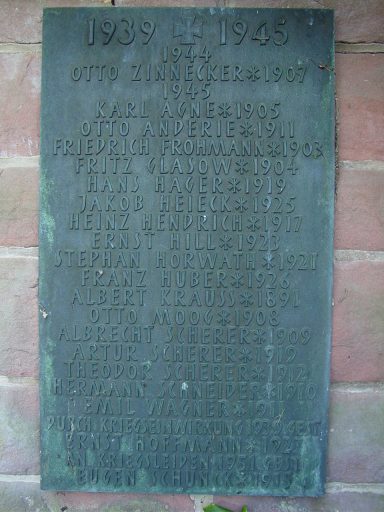 1939 1945
1944
OTTO ZINNECKER*1907
1945
KARL AGNE*1905
OTTO ANDERIE*1911
FRIEDRICH FROHMANN*1903
FRITZ GLASOW*1904
HANS HAGER*1919
JAKOB HEIECK*1925
HEINZ HENDRICH*1917
ERNST HILL*1923
STEPHAN HORWATH*1921
FRANZ HUBER*1926
ALBERT KRAUSS*1891
OTTO MOOG*1908
ALBRECHT SCHERER*1909
ARTUR SCHERER*1919
THEODOR SCHERER*1912
HERMANN SCHNEIDER*1910
EMIL WAGNER*1911
DURCH KRIEGSEINWIRKUNG
ERNST HOFFMANN
AN KRIEGSLEIDEN 1951
EUGEN SCHUNCK